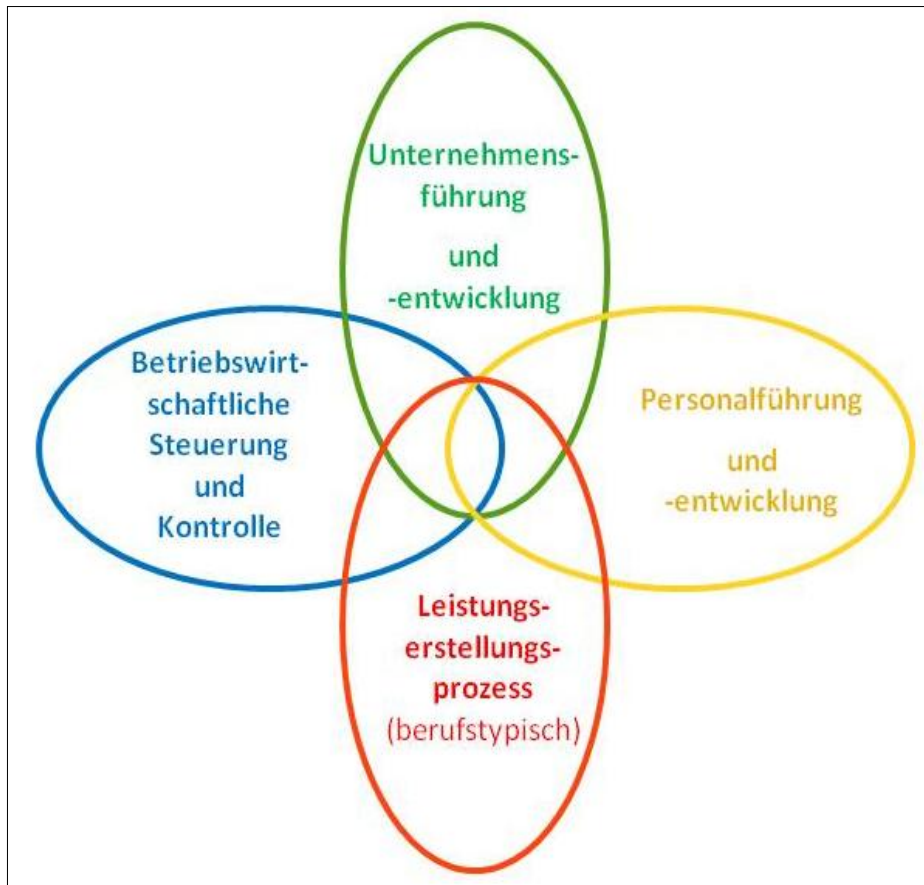 Unternehmens-
führung
und
-entwicklung
Betriebswirt-
schaftliche
Steuerung
und
Kontrolle
Personalführung
und
-entwicklung
Leistungs-
erstellungs-
prozess
(berufstypisch)